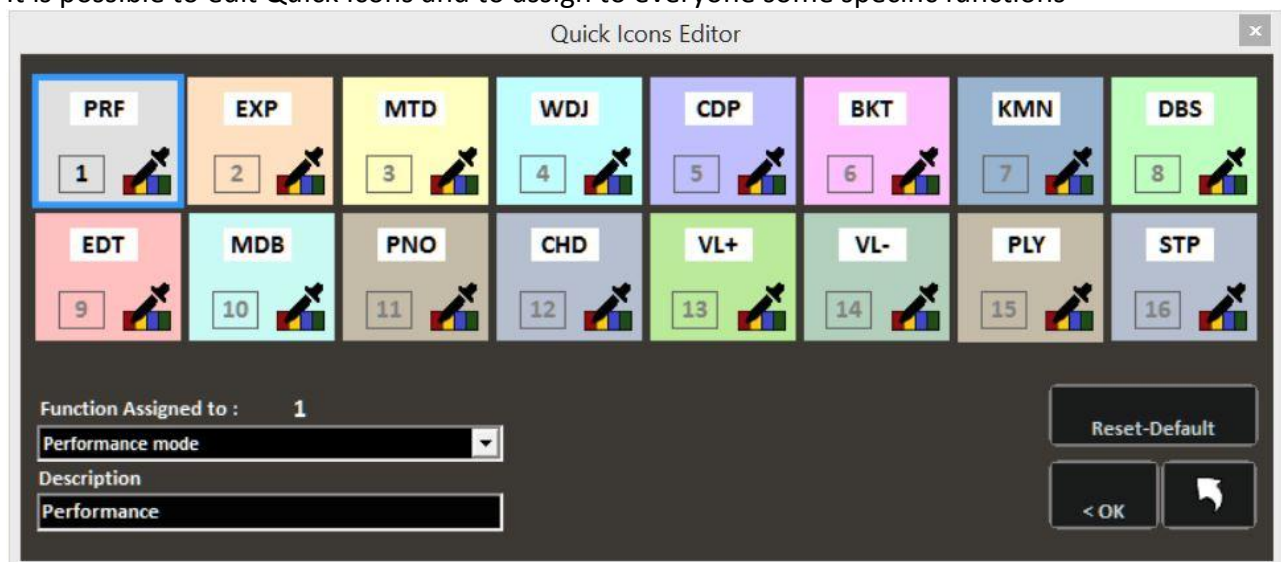 it is possible to edit Quick Icons and to assign to everyone some specific functions
Quick Icons Editor
PRF EXP MTD WDJ CDP BKT KMN DBS
1 2 3 4 5 6 7 8
EDT MDB PNO CHD VL+ VL- PLY STP
9 10 11 12 13 14 15 16
Function Assigned to : 1
Performance mode
Description
Performance
Reset-Default
< OK